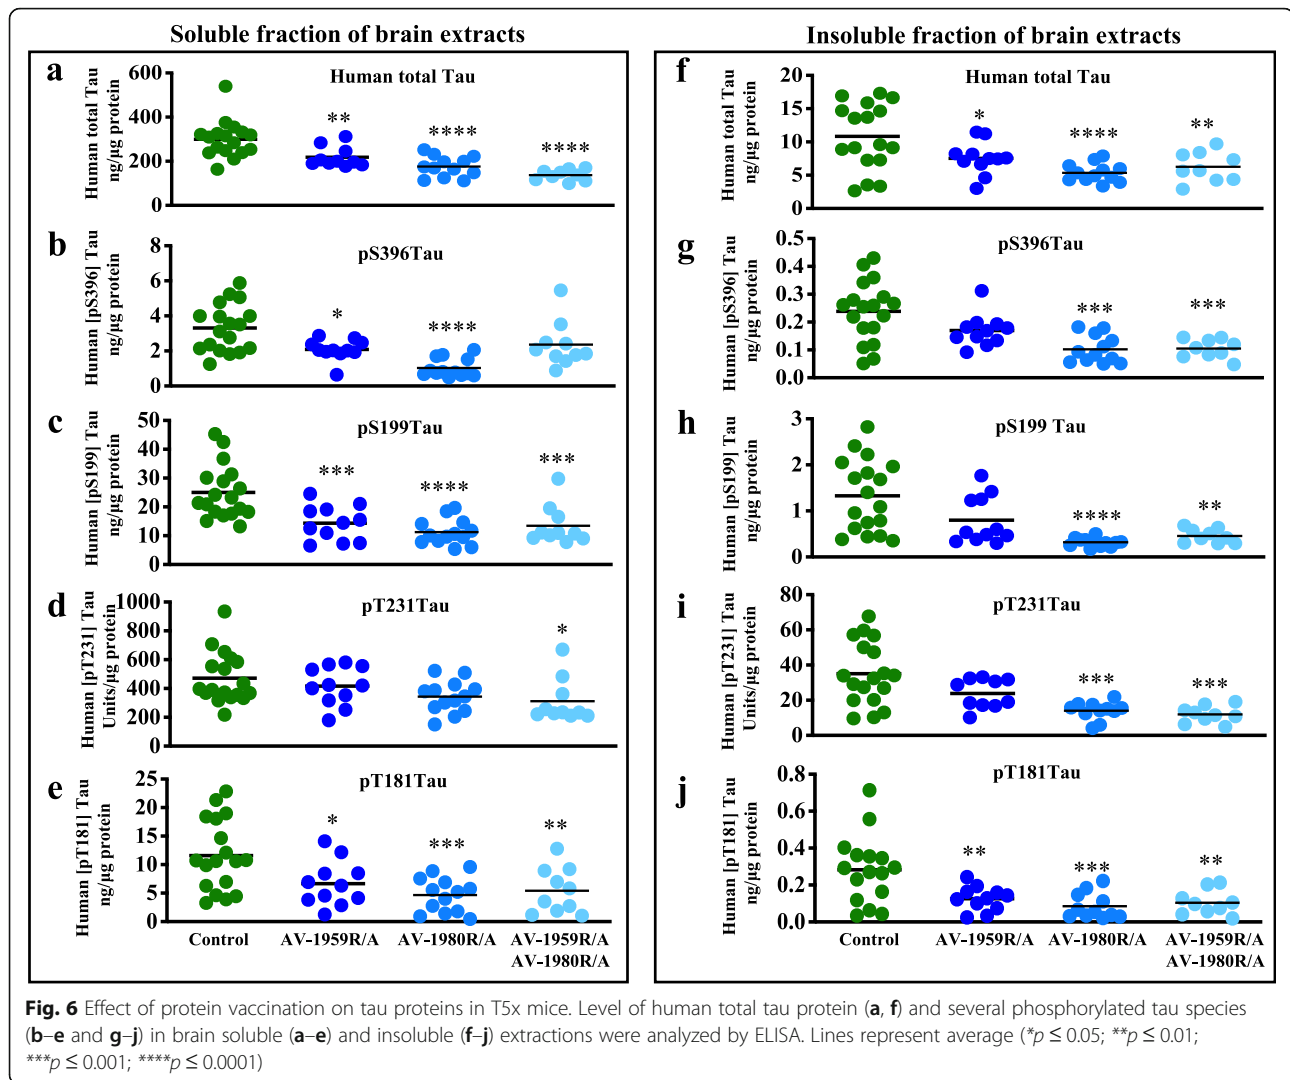 Soluble fraction of brain extracts
a
Human total Tau
Human total Tau
ng/µg protein
600
400
200
0
**
****
****
b
pS396Tau
Human [pS396] Tau
ng/µg protein
8
6
4
2
0
*
****
c
pS199Tau
Human [pS199] Tau
ng/µg protein
50
40
30
20
10
0
***
****
***
d
pT231Tau
Human [pT231] Tau
Units/µg protein
1000
800
600
400
200
0
*
e
pT181Tau
Human [pT181] Tau
ng/µg protein
25
20
15
10
5
0
*
***
**
Control
AV-1959R/A
AV-1980R/A
AV-1959R/A
AV-1980R/A
Insoluble fraction of brain extracts
f
Human total Tau
Human total Tau
ng/µg protein
20
15
10
5
0
*
****
**
g
pS396Tau
Human [pS396] Tau
ng/µg protein
0.5
0.4
0.3
0.2
0.1
0.0
***
***
h
pS199 Tau
Human [pS199] Tau
ng/µg protein
3
2
1
0
****
**
i
pT231Tau
Human [pT231] Tau
Units/µg protein
80
60
40
20
0
***
***
j
pT181Tau
Human [pT181] Tau
ng/µg protein
0.8
0.6
0.4
0.2
0.0
**
***
**
Control
AV-1959R/A
AV-1980R/A
AV-1959R/A
AV-1980R/A
Fig. 6 Effect of protein vaccination on tau proteins in T5x mice. Level of human total tau protein (a, f) and several phosphorylated tau species
(b–e and g–j) in brain soluble (a–e) and insoluble (f–j) extractions were analyzed by ELISA. Lines represent average (*p ≤ 0.05; **p ≤ 0.01;
***p ≤ 0.001; ****p ≤ 0.0001)